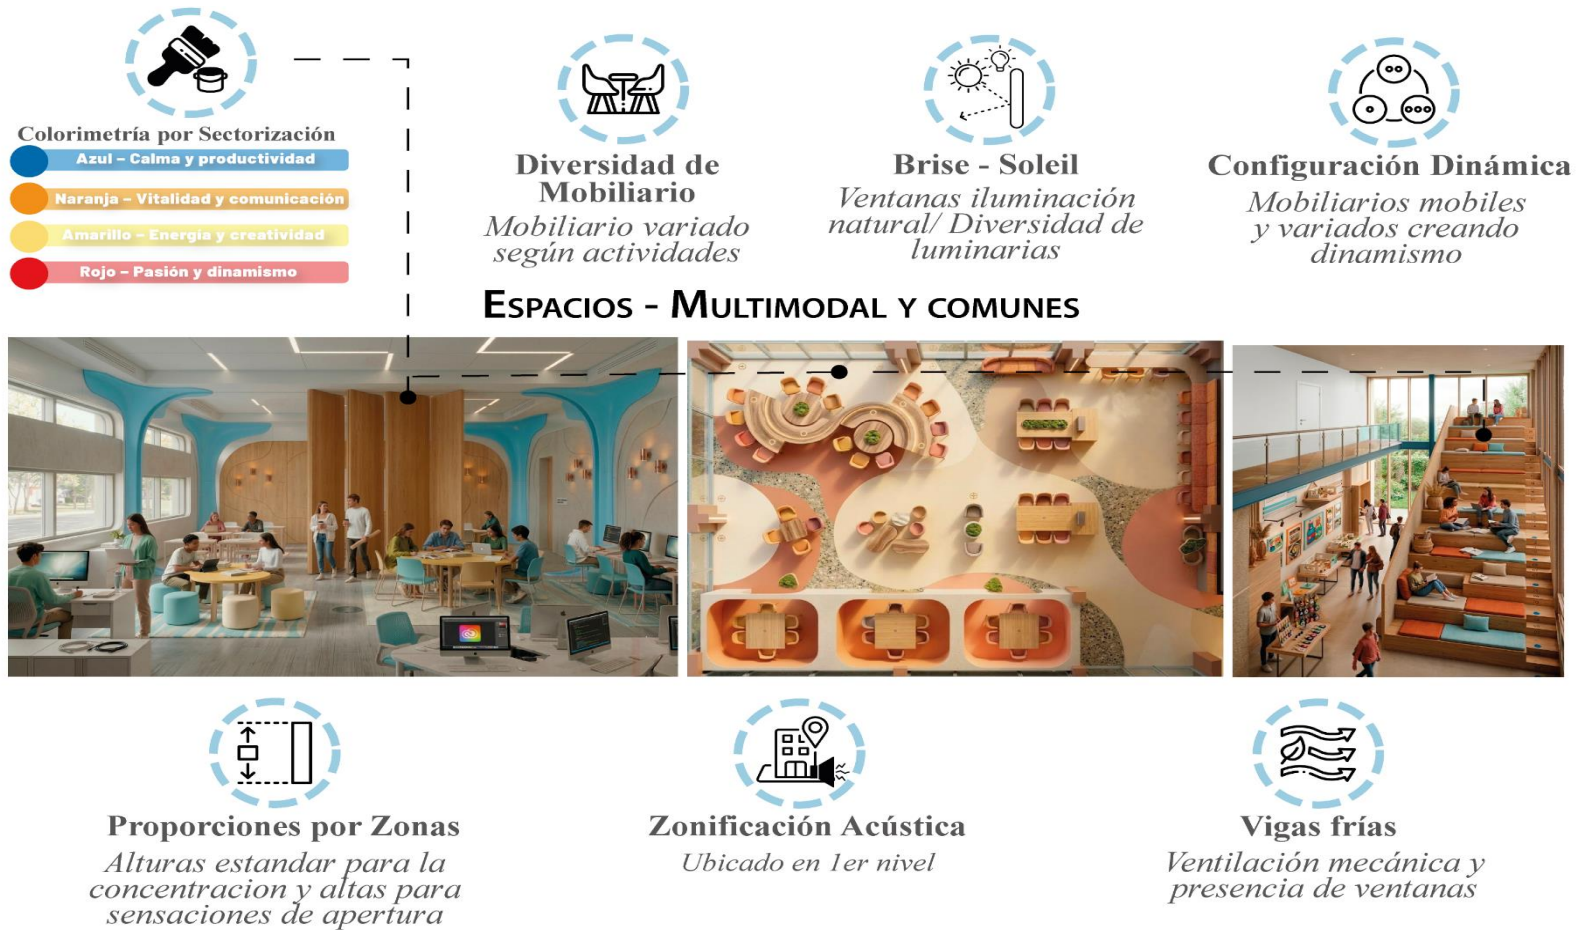 Colorimetría por Sectorización
Azul – Calma y productividad
Naranja – Vitalidad y comunicación
Amarillo – Energía y creatividad
Rojo – Pasión y dinamismo
Diversidad de
Mobiliario
Mobiliario variado
según actividades
Brise - Soleil
Ventanas iluminación
natural/ Diversidad de
luminarias
Configuración Dinámica
Mobiliarios mobiles
y variados creando
dinamismo
Espacios - Multimodal y comunes
Proporciones por Zonas
Alturas estandar para la
concentracion y altas para
sensaciones de apertura
Zonificación Acústica
Ubicado en 1er nivel
Vigas frías
Ventilación mecánica y
presencia de ventanas